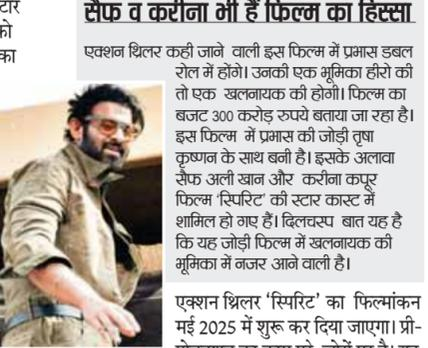 टार
को
का
सैफ व करीना भी हैं फिल्म का हिस्सा
एक्शन थ्रिलर कही जाने वाली इस फिल्म में प्रभास डबल
रोल में होंगे। उनकी एक भूमिका हीरो की
तो एक खलनायक की होगी। फिल्म का
बजट 300 करोड़ रुपये बताया जा रहा है।
इस फिल्म में प्रभास की जोड़ी तृषा
कृष्णन के साथ बनी है। इसके अलावा
सैफ अली खान और करीना कपूर
फिल्म ‘स्पिरिट’ की स्टार कास्ट में
शामिल हो गए हैं। दिलचस्प बात यह है
कि यह जोड़ी फिल्म में खलनायक की
भूमिका में नजर आने वाली है।
एक्शन थ्रिलर ‘स्पिरिट’ का फिल्मांकन
मई 2025 में शुरू कर दिया जाएगा। प्री-